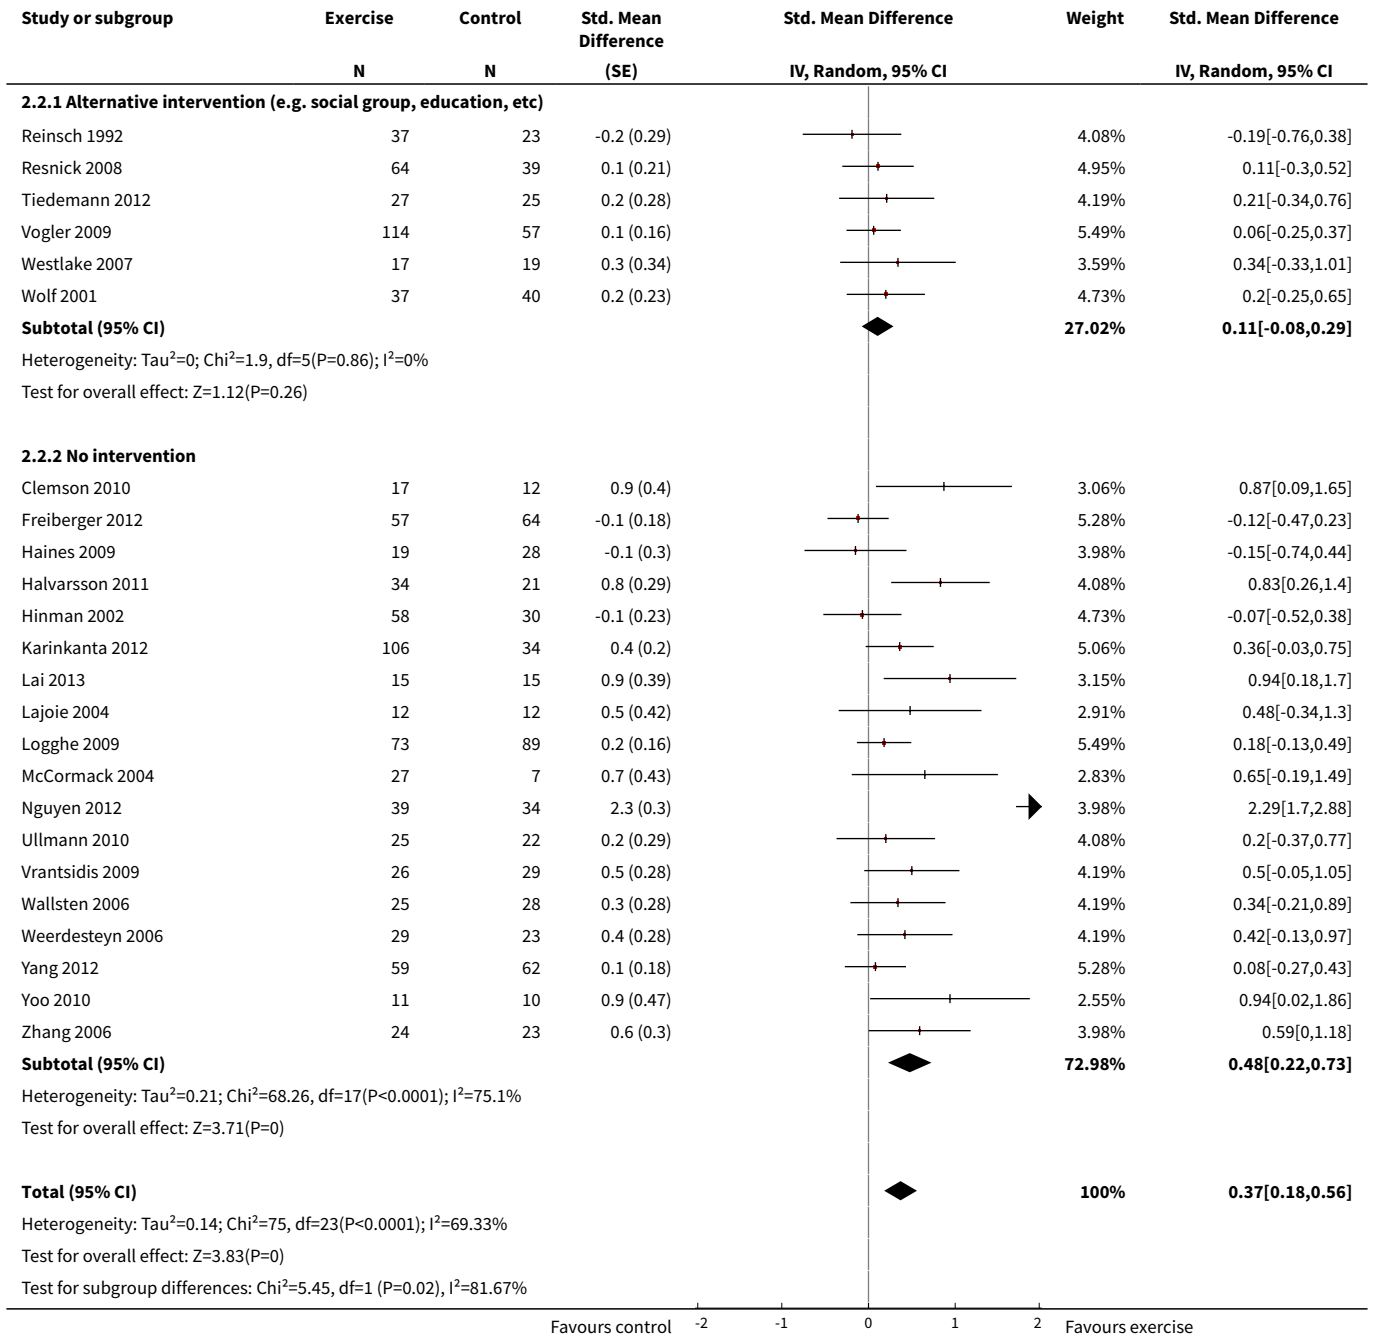 Study or subgroup Exercise Control Std. Mean Difference Std. Mean Difference Weight Std. Mean Difference
N N (SE) IV, Random, 95% CI IV, Random, 95% CI
2.2.1 Alternative intervention (e.g. social group, education, etc)
Reinsch 1992 37 23 -0.2 (0.29) 4.08% -0.19[-0.76,0.38]
Resnick 2008 64 39 0.1 (0.21) 4.95% 0.11[-0.3,0.52]
Tiedemann 2012 27 25 0.2 (0.28) 4.19% 0.21[-0.34,0.76]
Vogler 2009 114 57 0.1 (0.16) 5.49% 0.06[-0.25,0.37]
Westlake 2007 17 19 0.3 (0.34) 3.59% 0.34[-0.33,1.01]
Wolf 2001 37 40 0.2 (0.23) 4.73% 0.2[-0.25,0.65]
Subtotal (95% CI) 27.02% 0.11[-0.08,0.29]
Heterogeneity: Tau²=0; Chi²=1.9, df=5(P=0.86); I²=0%
Test for overall effect: Z=1.12(P=0.26)
2.2.2 No intervention
Clemson 2010 17 12 0.9 (0.4) 3.06% 0.87[0.09,1.65]
Freiberger 2012 57 64 -0.1 (0.18) 5.28% -0.12[-0.47,0.23]
Haines 2009 19 28 -0.1 (0.3) 3.98% -0.15[-0.74,0.44]
Halvarsson 2011 34 21 0.8 (0.29) 4.08% 0.83[0.26,1.4]
Hinman 2002 58 30 -0.1 (0.23) 4.73% -0.07[-0.52,0.38]
Karinkanta 2012 106 34 0.4 (0.2) 5.06% 0.36[-0.03,0.75]
Lai 2013 15 15 0.9 (0.39) 3.15% 0.94[0.18,1.7]
Lajoie 2004 12 12 0.5 (0.42) 2.91% 0.48[-0.34,1.3]
Logghe 2009 73 89 0.2 (0.16) 5.49% 0.18[-0.13,0.49]
McCormack 2004 27 7 0.7 (0.43) 2.83% 0.65[-0.19,1.49]
Nguyen 2012 39 34 2.3 (0.3) 3.98% 2.29[1.7,2.88]
Ullmann 2010 25 22 0.2 (0.29) 4.08% 0.2[-0.37,0.77]
Vrantsidis 2009 26 29 0.5 (0.28) 4.19% 0.5[-0.05,1.05]
Wallsten 2006 25 28 0.3 (0.28) 4.19% 0.34[-0.21,0.89]
Weerdesteyn 2006 29 23 0.4 (0.28) 4.19% 0.42[-0.13,0.97]
Yang 2012 59 62 0.1 (0.18) 5.28% 0.08[-0.27,0.43]
Yoo 2010 11 10 0.9 (0.47) 2.55% 0.94[0.02,1.86]
Zhang 2006 24 23 0.6 (0.3) 3.98% 0.59[0,1.18]
Subtotal (95% CI) 72.98% 0.48[0.22,0.73]
Heterogeneity: Tau²=0.21; Chi²=68.26, df=17(P<0.0001); I²=75.1%
Test for overall effect: Z=3.71(P=0)
Total (95% CI) 100% 0.37[0.18,0.56]
Heterogeneity: Tau²=0.14; Chi²=75, df=23(P<0.0001); I²=69.33%
Test for overall effect: Z=3.83(P=0)
Test for subgroup differences: Chi²=5.45, df=1 (P=0.02), I²=81.67%
Favours control -2 -1 0 1 2 Favours exercise